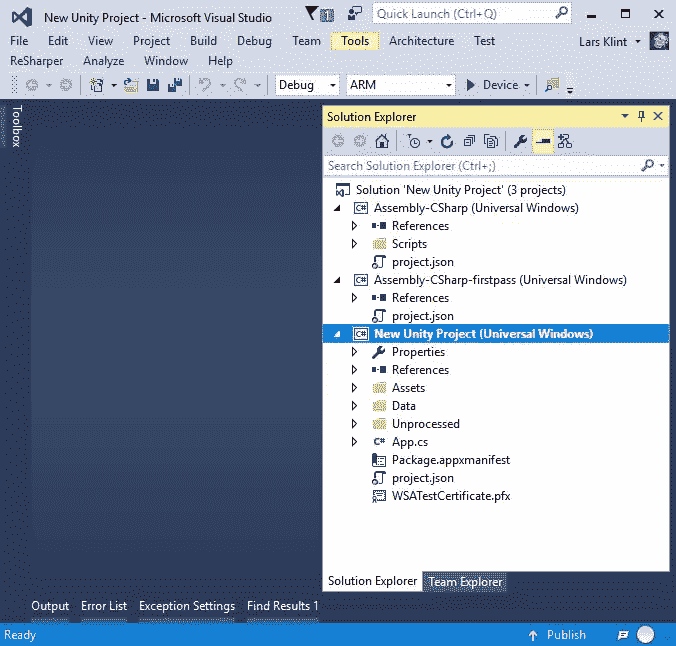 New Unity Project - Microsoft Visual Studio
Quick Launch (Ctrl+Q)
File Edit View Project Build Debug Team Tools Architecture Test Lars Klint
ReSharper Analyze Window Help
Debug ARM Device
Toolbox
Solution Explorer
Search Solution Explorer (Ctrl+;)
Solution 'New Unity Project' (3 projects)
C# Assembly-CSharp (Universal Windows)
References
Scripts
project.json
C# Assembly-CSharp-firstpass (Universal Windows)
References
project.json
C# New Unity Project (Universal Windows)
Properties
References
Assets
Data
Unprocessed
C# App.cs
Package.appxmanifest
project.json
WSATestCertificate.pfx
Solution Explorer Team Explorer
Output Error List Exception Settings Find Results 1
Ready Publish